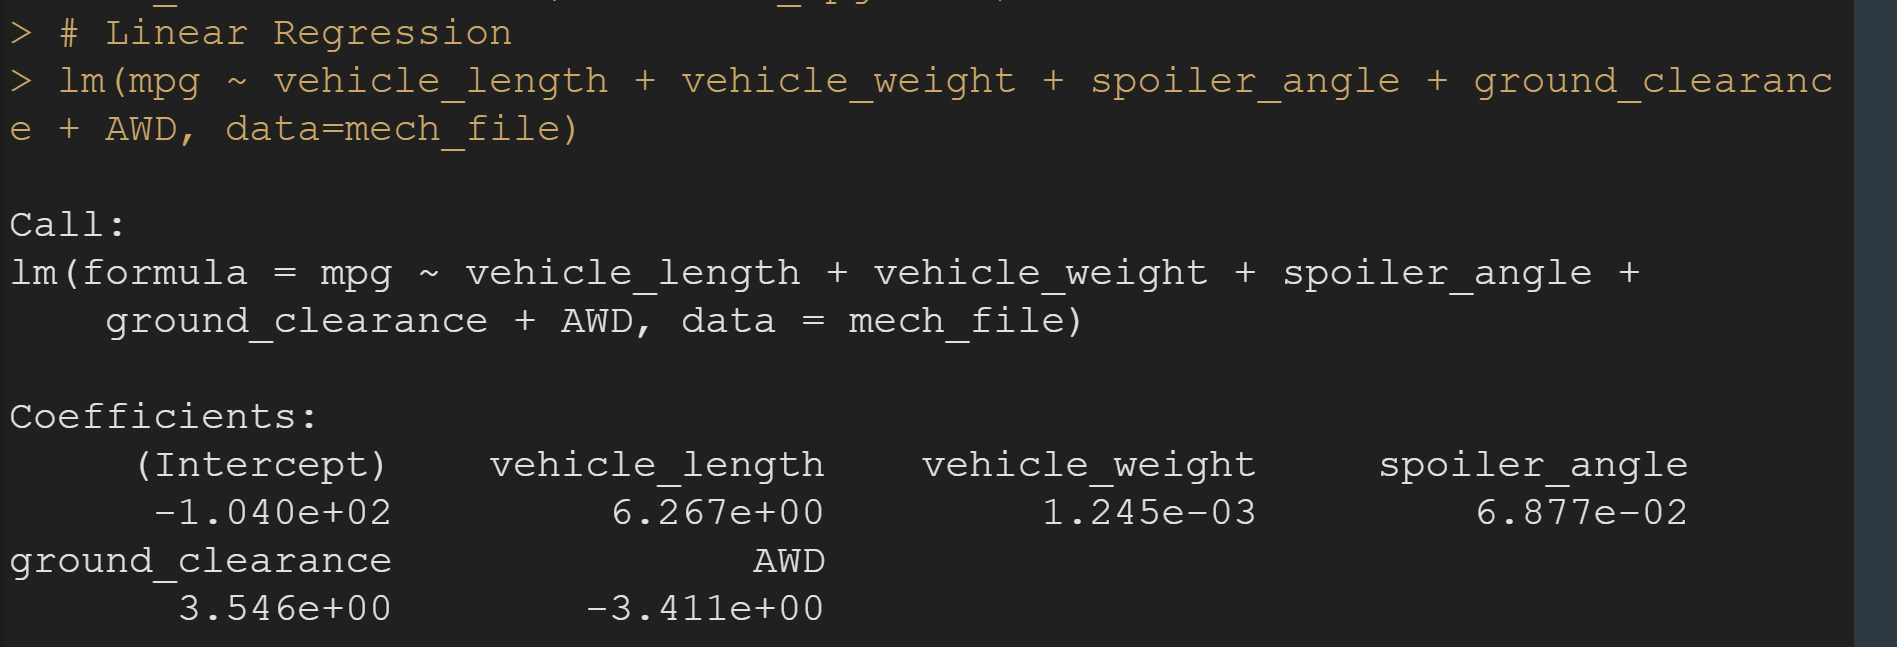 > # Linear Regression
> lm(mpg ~ vehicle_length + vehicle_weight + spoiler_angle + ground_clearanc
e + AWD, data=mech_file)
Call:
lm(formula = mpg ~ vehicle_length + vehicle_weight + spoiler_angle +
    ground_clearance + AWD, data = mech_file)
Coefficients:
     (Intercept)    vehicle_length    vehicle_weight     spoiler_angle
      -1.040e+02         6.267e+00         1.245e-03         6.877e-02
ground_clearance               AWD
       3.546e+00        -3.411e+00